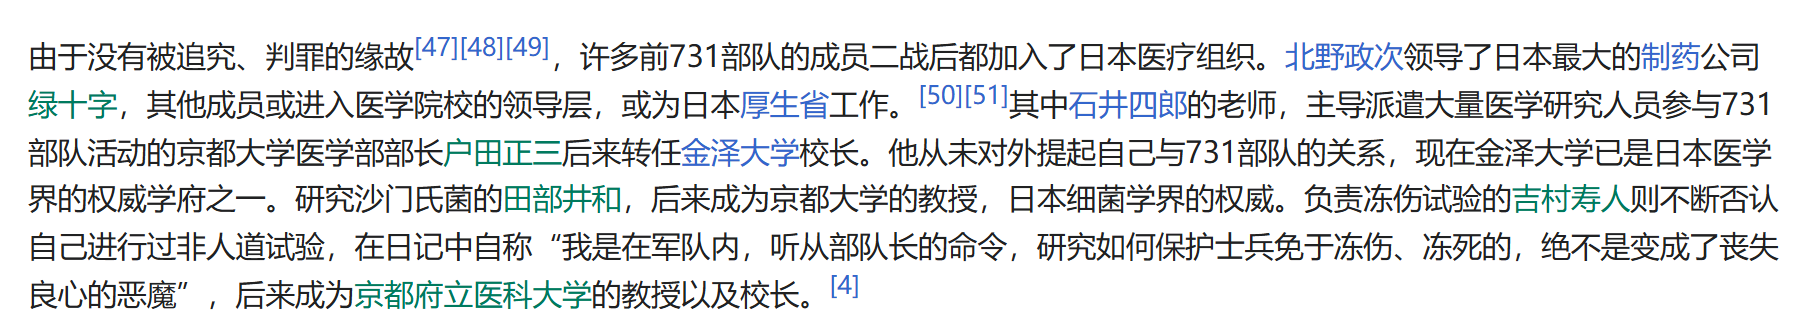 由于没有被追究、判罪的缘故[47][48][49]，许多前731部队的成员二战后都加入了日本医疗组织。北野政次领导了日本最大的制药公司
绿十字，其他成员或进入医学院校的领导层，或为日本厚生省工作。[50][51]其中石井四郎的老师，主导派遣大量医学研究人员参与731
部队活动的京都大学医学部部长户田正三后来转任金泽大学校长。他从未对外提起自己与731部队的关系，现在金泽大学已是日本医学
界的权威学府之一。研究沙门氏菌的田部井和，后来成为京都大学的教授，日本细菌学界的权威。负责冻伤试验的吉村寿人则不断否认
自己进行过非人道试验，在日记中自称“我是在军队内，听从部队长的命令，研究如何保护士兵免于冻伤、冻死的，绝不是变成了丧失
良心的恶魔”，后来成为京都府立医科大学的教授以及校长。[4]